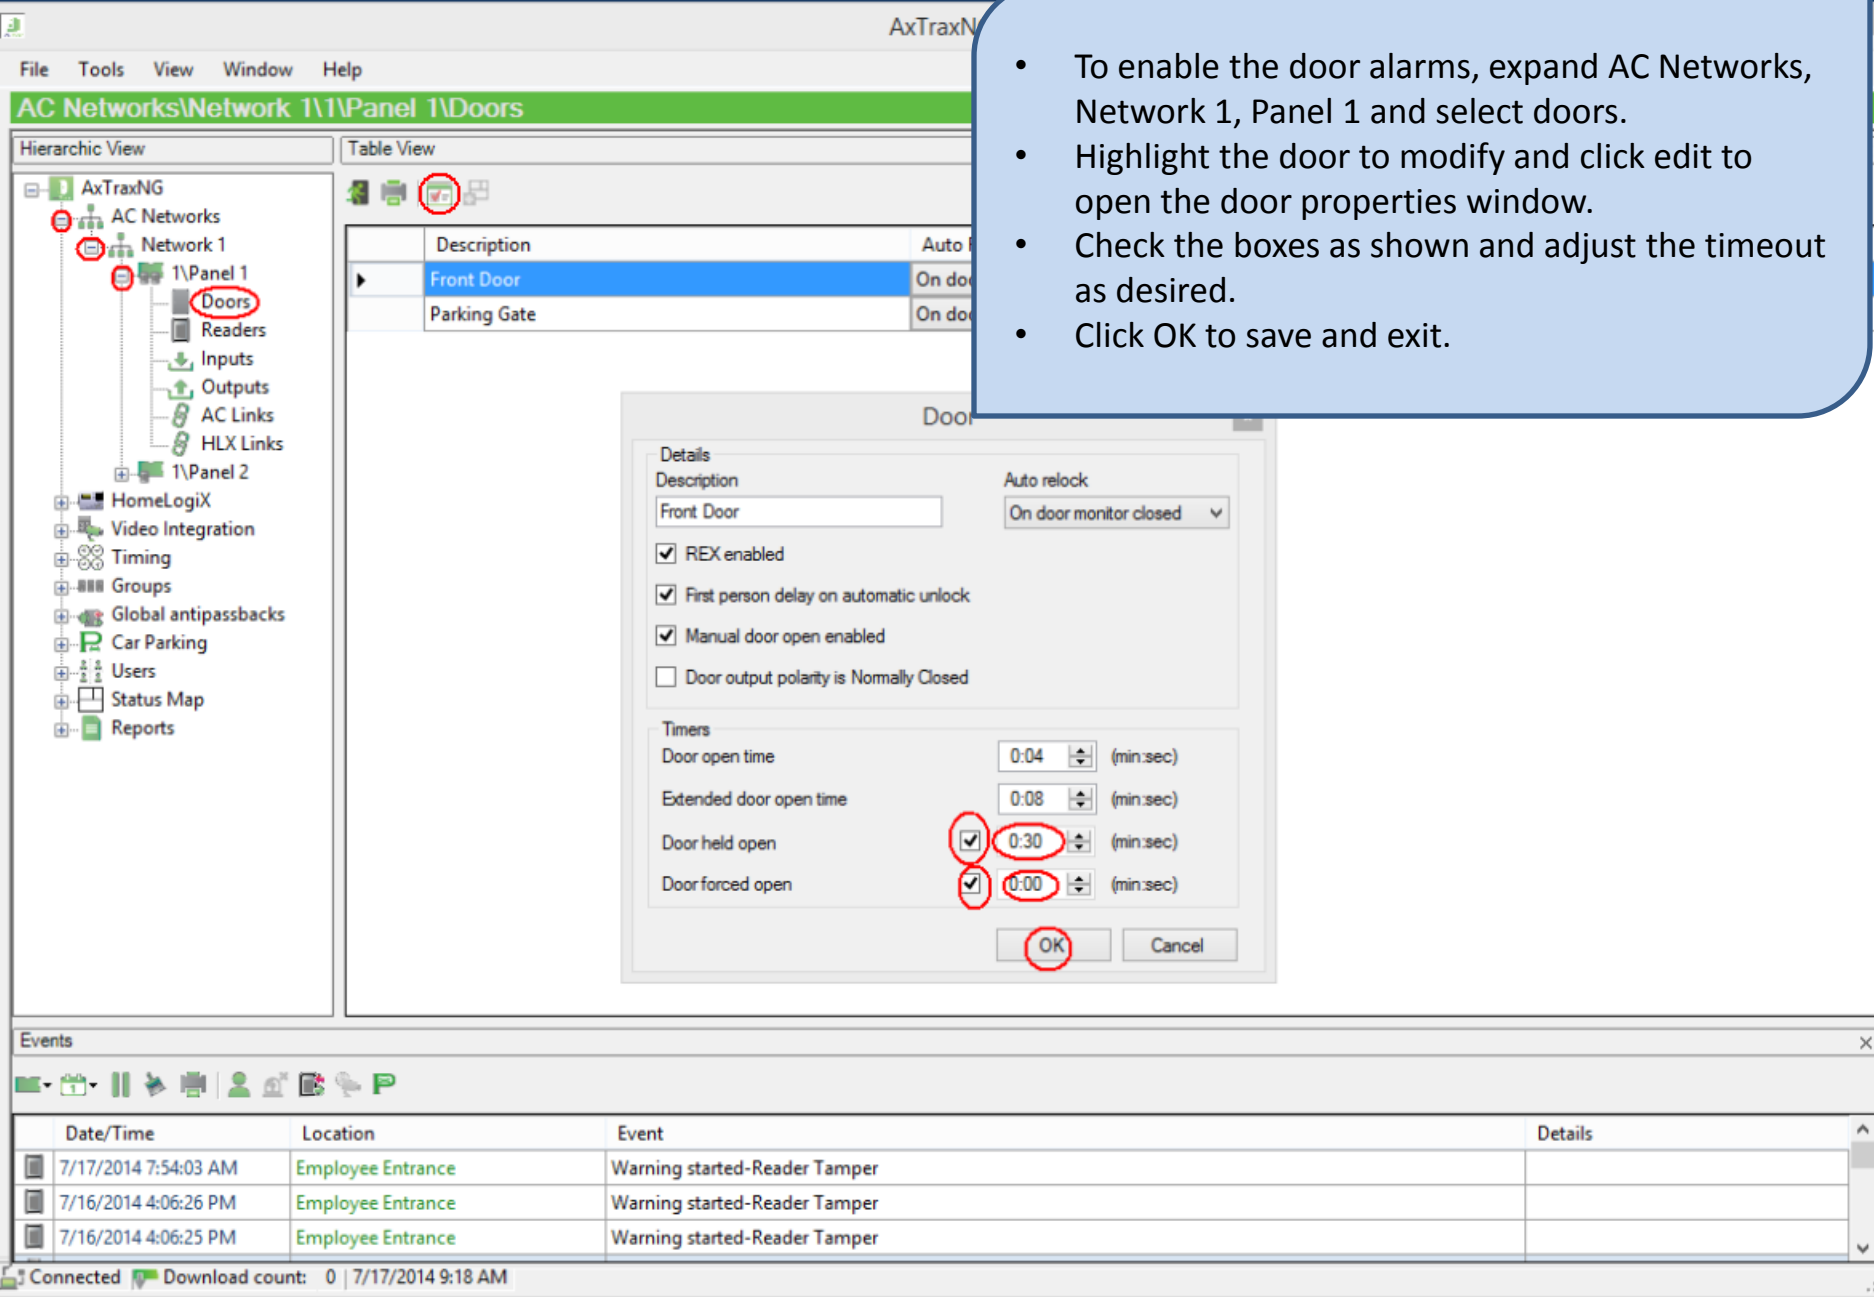 AxTraxN
File Tools View Window Help
AC Networks\Network 1\1\Panel 1\Doors
• To enable the door alarms, expand AC Networks,
Network 1, Panel 1 and select doors.
• Highlight the door to modify and click edit to
open the door properties window.
• Check the boxes as shown and adjust the timeout
as desired.
• Click OK to save and exit.
Hierarchic View
AxTraxNG
AC Networks
Network 1
1\Panel 1
Doors
Readers
Inputs
Outputs
AC Links
HLX Links
1\Panel 2
HomeLogiX
Video Integration
Timing
Groups
Global antipassbacks
Car Parking
Users
Status Map
Reports
Table View
Description Auto
Front Door On doo
Parking Gate On doo
Door
Details
Description Auto relock
Front Door On door monitor closed
REX enabled
First person delay on automatic unlock
Manual door open enabled
Door output polarity is Normally Closed
Timers
Door open time 0:04 (min:sec)
Extended door open time 0:08 (min:sec)
Door held open 0:30 (min:sec)
Door forced open 0:00 (min:sec)
OK Cancel
Events
Date/Time Location Event Details
7/17/2014 7:54:03 AM Employee Entrance Warning started-Reader Tamper
7/16/2014 4:06:26 PM Employee Entrance Warning started-Reader Tamper
7/16/2014 4:06:25 PM Employee Entrance Warning started-Reader Tamper
Connected Download count: 0 7/17/2014 9:18 AM